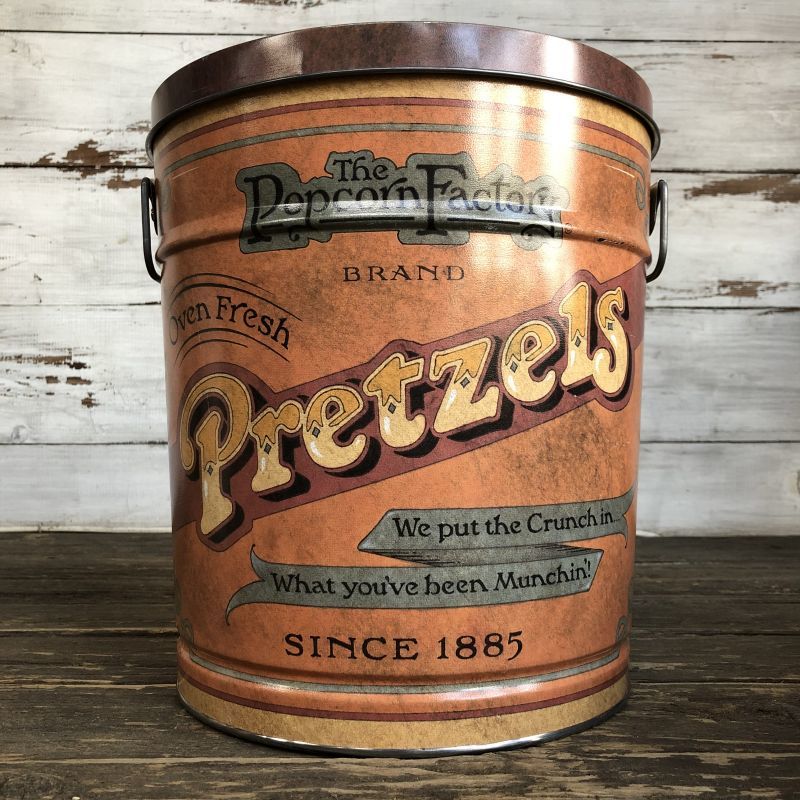 The
Popcorn Factory
BRAND
Oven Fresh
Pretzels
We put the Crunch in...
What you've been Munchin'!
SINCE 1885